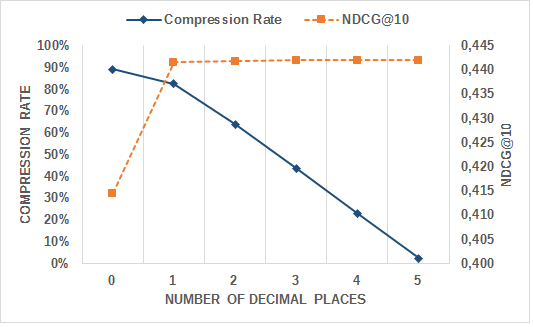 Compression Rate NDCG@10
100% 0,445
90% 0,440
80% 0,435
70% 0,430
60% 0,425
50% 0,420
40% 0,415
30% 0,410
20% 0,405
10% 0,400
0%
COMPRESSION RATE
NDCG@10
0 1 2 3 4 5
NUMBER OF DECIMAL PLACES